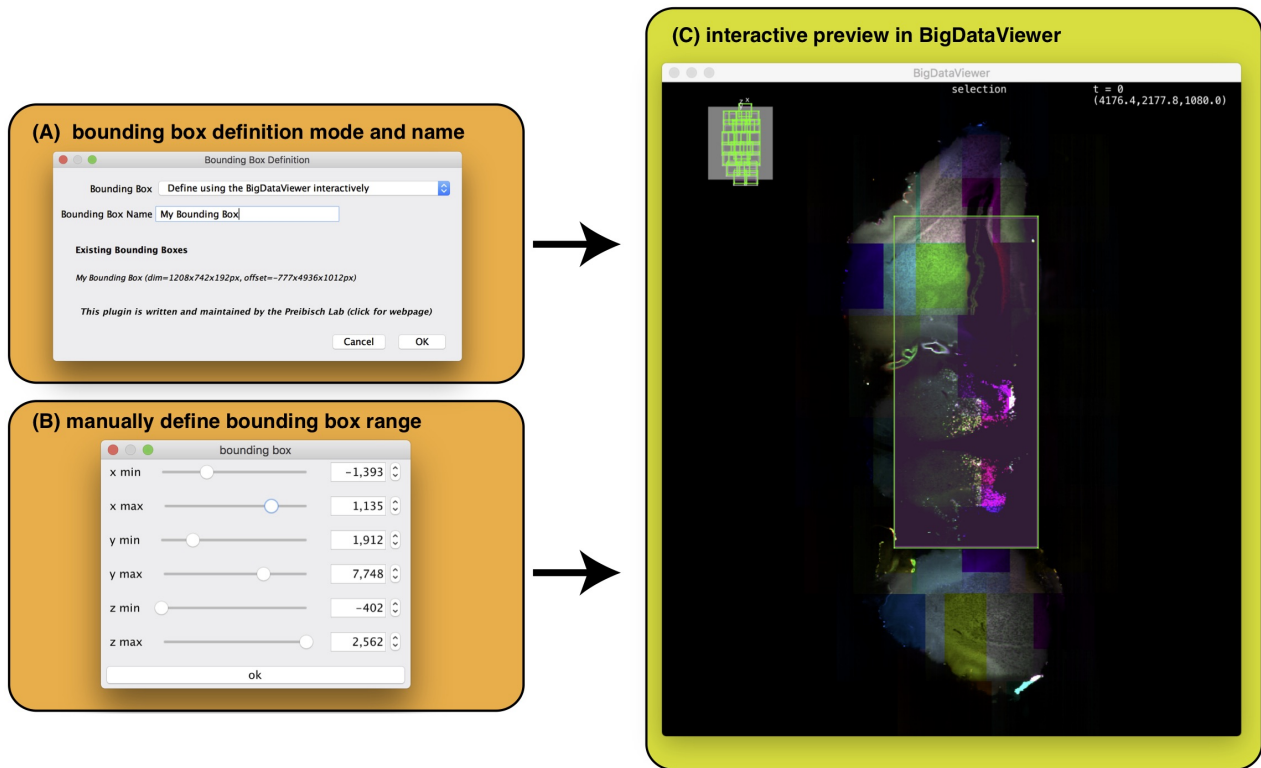 (A) bounding box definition mode and name
Bounding Box Definition
Bounding Box Define using the BigDataViewer interactively
Bounding Box Name My Bounding Box
Existing Bounding Boxes
My Bounding Box (dim=1208x742x192px, offset=-777x4936x1012px)
This plugin is written and maintained by the Preibisch Lab (click for webpage)
Cancel OK
(B) manually define bounding box range
bounding box
x min -1,393
x max 1,135
y min 1,912
y max 7,748
z min -402
z max 2,562
ok
(C) interactive preview in BigDataViewer
BigDataViewer
selection t = 0
(4176.4,2177.8,1080.0)
z x